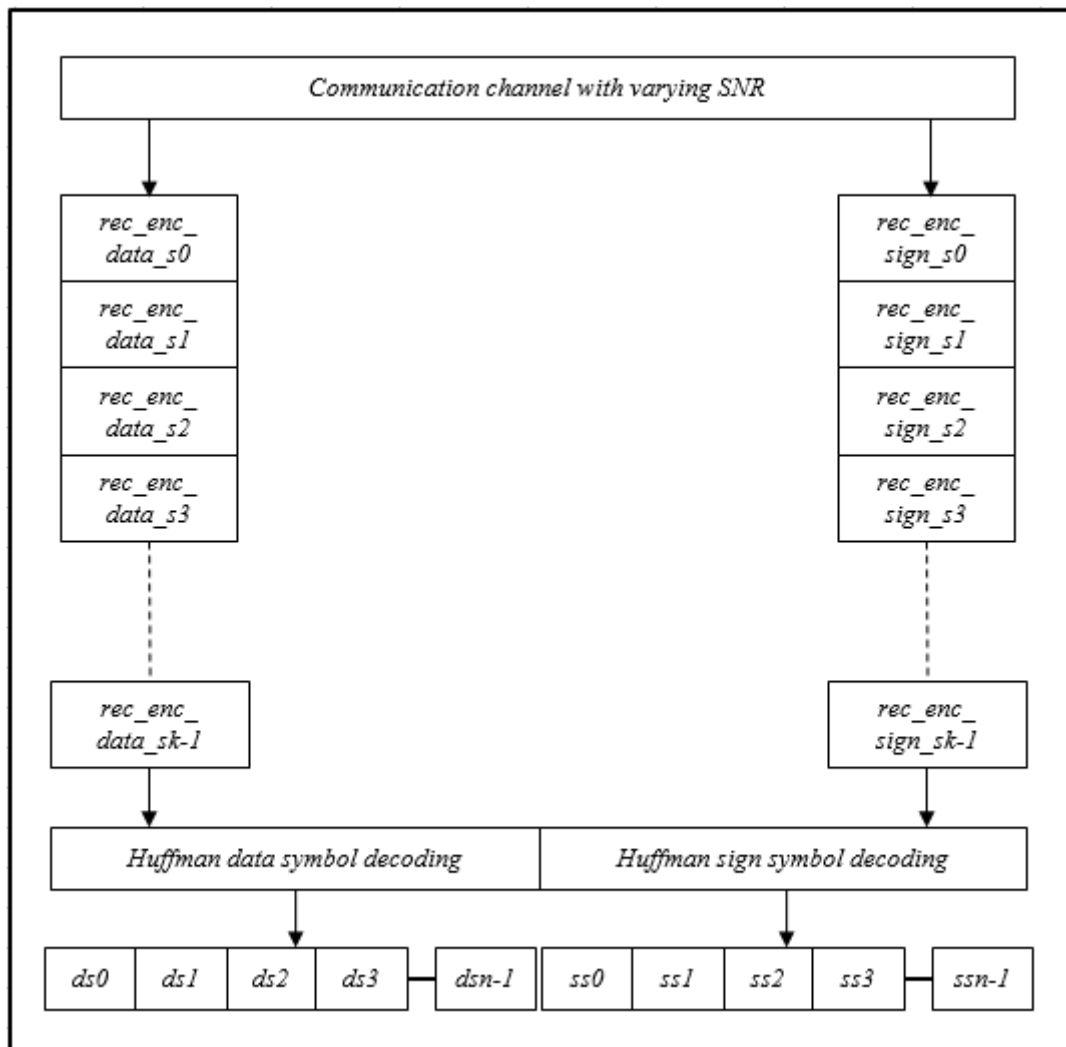 Communication channel with varying SNR
rec_enc_
data_s0
rec_enc_
sign_s0
rec_enc_
data_s1
rec_enc_
sign_s1
rec_enc_
data_s2
rec_enc_
sign_s2
rec_enc_
data_s3
rec_enc_
sign_s3
rec_enc_
data_sk-1
rec_enc_
sign_sk-1
Huffman data symbol decoding
Huffman sign symbol decoding
ds0 ds1 ds2 ds3 dsn-1 ss0 ss1 ss2 ss3 ssn-1